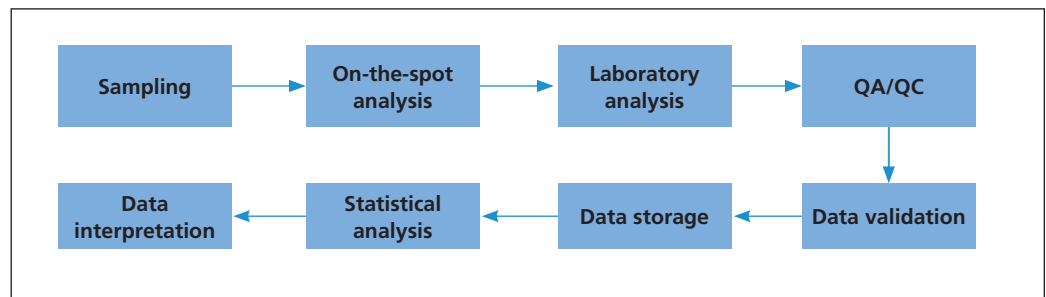 Sampling
On-the-spot
analysis
Laboratory
analysis
QA/QC
Data validation
Data storage
Statistical
analysis
Data
interpretation